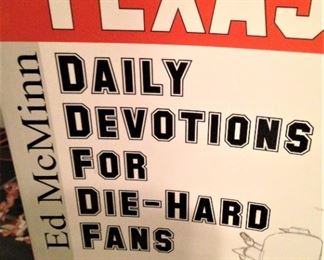 TEXAS
DAILY
DEVOTIONS
FOR
DIE-HARD
FANS
Ed McMinn